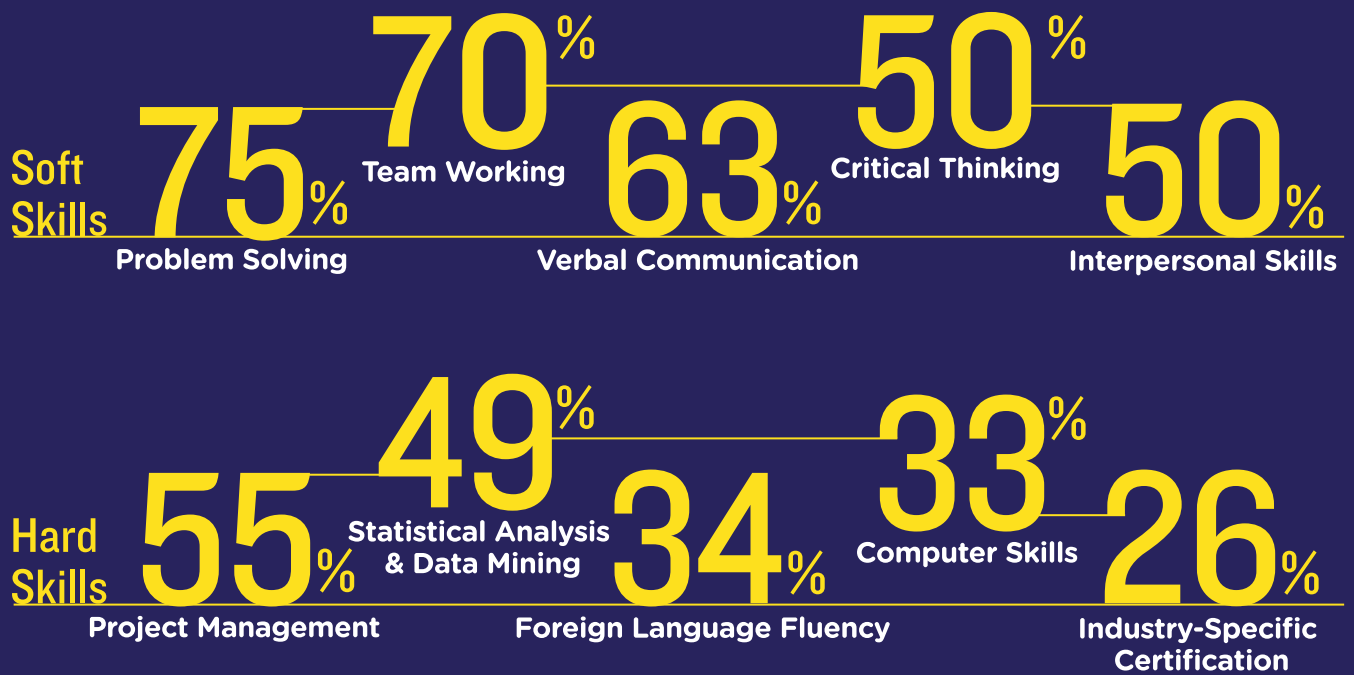 Soft
Skills
75%
Problem Solving
70%
Team Working
63%
Verbal Communication
50%
Critical Thinking
50%
Interpersonal Skills
Hard
Skills
55%
Project Management
49%
Statistical Analysis
& Data Mining
34%
Foreign Language Fluency
33%
Computer Skills
26%
Industry-Specific
Certification